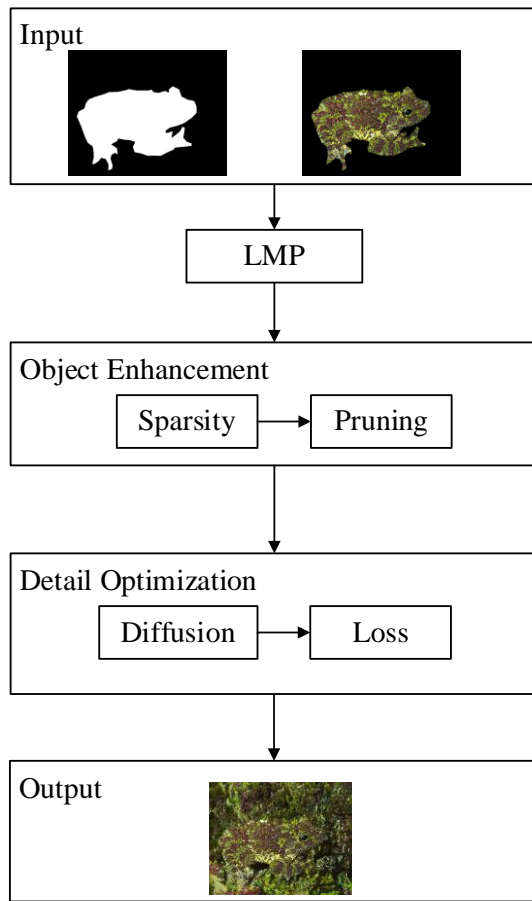 Input
LMP
Object Enhancement
Sparsity
Pruning
Detail Optimization
Diffusion
Loss
Output